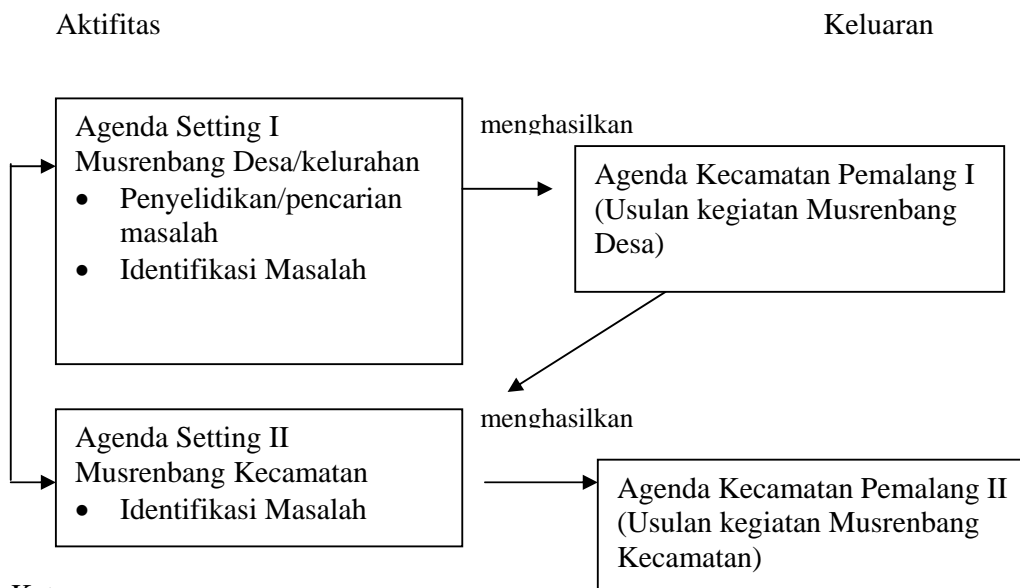 Aktifitas
Keluaran
Agenda Setting I
Musrenbang Desa/kelurahan
• Penyelidikan/pencarian
masalah
• Identifikasi Masalah
menghasilkan
Agenda Kecamatan Pemalang I
(Usulan kegiatan Musrenbang
Desa)
Agenda Setting II
Musrenbang Kecamatan
• Identifikasi Masalah
menghasilkan
Agenda Kecamatan Pemalang II
(Usulan kegiatan Musrenbang
Kecamatan)